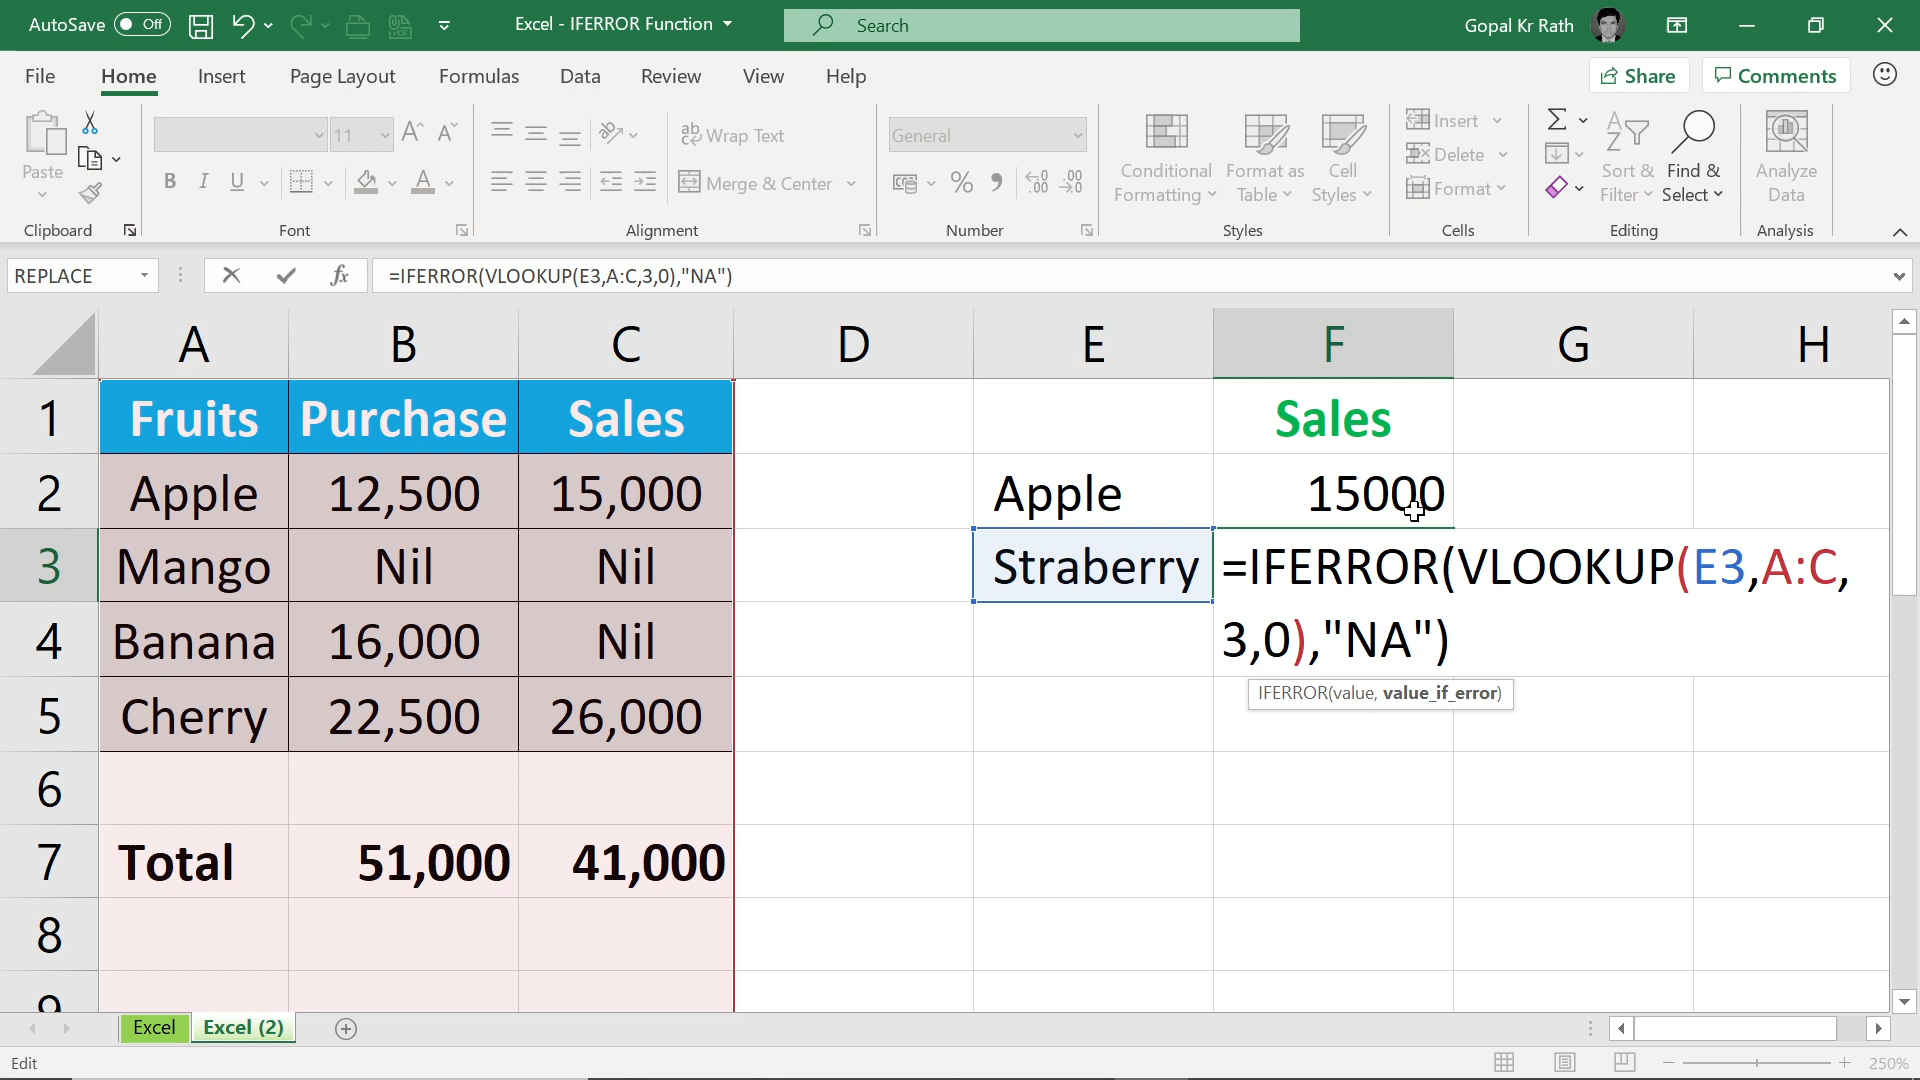 AutoSave Off Excel - IFERROR Function Search Gopal Kr Rath
File Home Insert Page Layout Formulas Data Review View Help Share Comments
Paste 11 Wrap Text General Conditional Formatting Format as Table Cell Styles Insert Sort & Filter Find & Select Analyze Data
B I U Merge & Center Delete
Format
Clipboard Font Alignment Number Styles Cells Editing Analysis
REPLACE fx =IFERROR(VLOOKUP(E3,A:C,3,0),"NA")
A B C D E F G H
1 Fruits Purchase Sales Sales
2 Apple 12,500 15,000 Apple 15000
3 Mango Nil Nil Straberry =IFERROR(VLOOKUP(E3,A:C,
4 Banana 16,000 Nil 3,0),"NA")
IFERROR(value, value_if_error)
5 Cherry 22,500 26,000
6
7 Total 51,000 41,000
8
9
Excel Excel (2)
Edit 250%